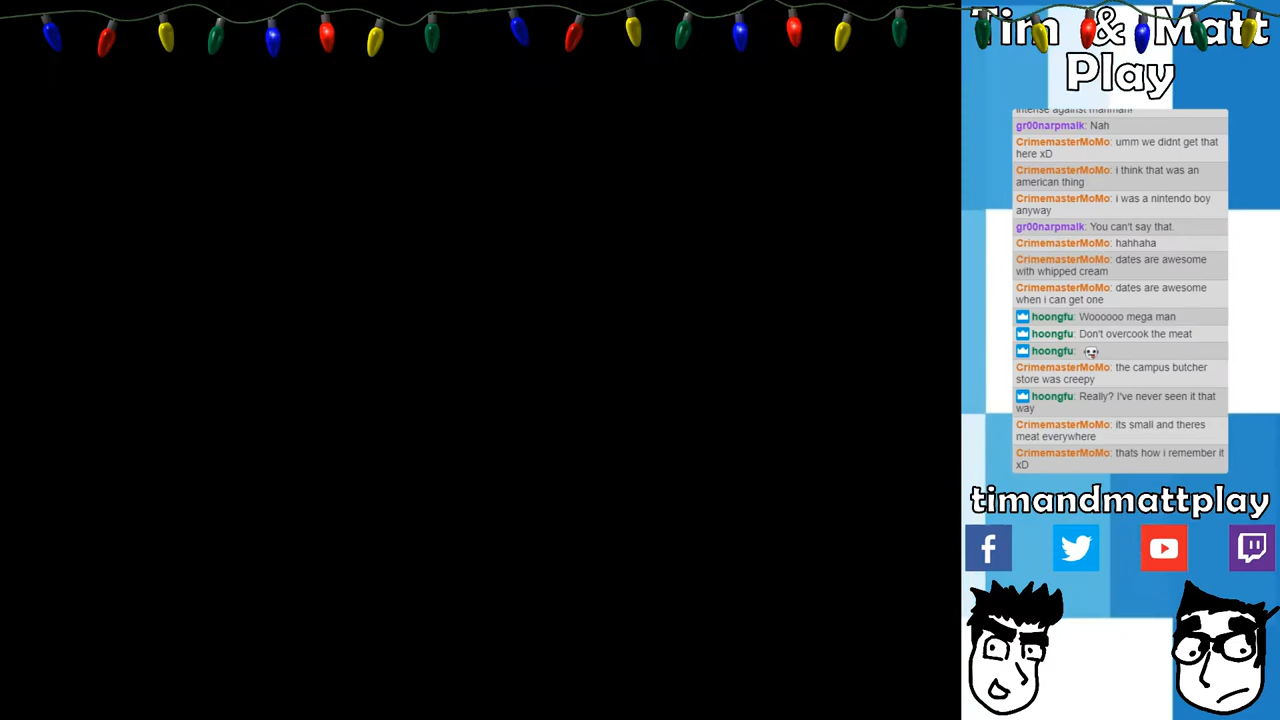 Tim & Matt
Play
intense against manman!
gr00narpmalk: Nah
CrimemasterMoMo: umm we didnt get that
here xD
CrimemasterMoMo: i think that was an
american thing
CrimemasterMoMo: i was a nintendo boy
anyway
gr00narpmalk: You can't say that.
CrimemasterMoMo: hahhaha
CrimemasterMoMo: dates are awesome
with whipped cream
CrimemasterMoMo: dates are awesome
when i can get one
hoongfu: Woooooo mega man
hoongfu: Don't overcook the meat
hoongfu:
CrimemasterMoMo: the campus butcher
store was creepy
hoongfu: Really? I've never seen it that
way
CrimemasterMoMo: its small and theres
meat everywhere
CrimemasterMoMo: thats how i remember it
xD
timandmattplay